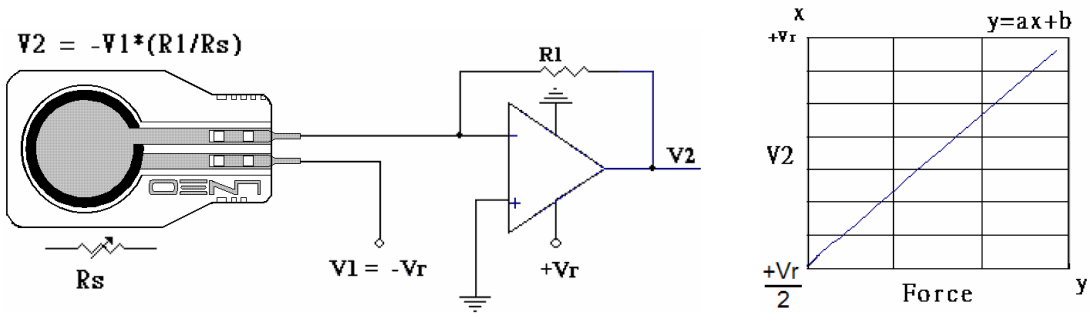 V2 = -V1*(R1/Rs)
Rs
V1 = -Vr
R1
−
+
V2
+Vr
x
y=ax+b
+Vr
V2
+Vr
2
Force
y